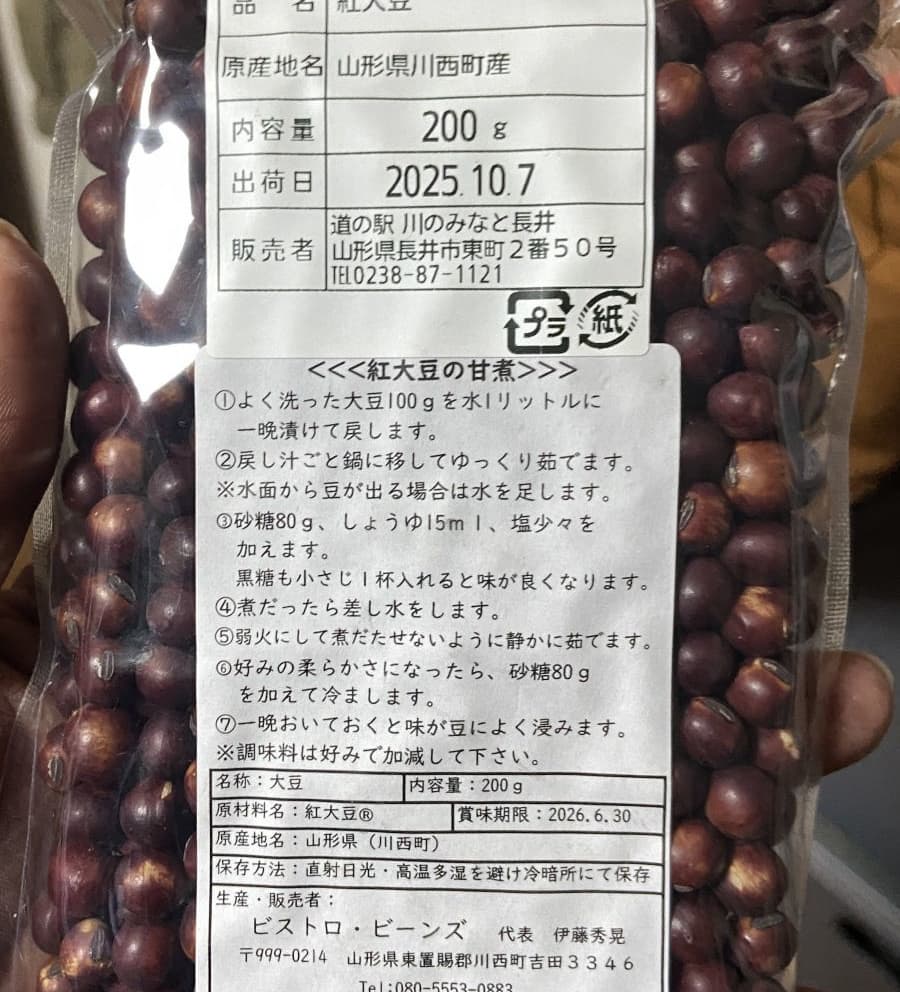 品名 紅大豆
原産地名 山形県川西町産
内容量 200 g
出荷日 2025.10.7
販売者 道の駅 川のみなと長井
山形県長井市東町2番50号
TEL0238-87-1121
プラ 紙
<<<紅大豆の甘煮>>>
①よく洗った大豆100gを水1リットルに
一晩漬けて戻します。
②戻し汁ごと鍋に移してゆっくり茹でます。
※水面から豆が出る場合は水を足します。
③砂糖80g、しょうゆ15ml、塩少々を
加えます。
黒糖も小さじ1杯入れると味が良くなります。
④煮だったら差し水をします。
⑤弱火にして煮だたせないように静かに茹でます。
⑥好みの柔らかさになったら、砂糖80g
を加えて冷まします。
⑦一晩おいておくと味が豆によく浸みます。
※調味料は好みで加減して下さい。
名称：大豆 内容量：200g
原材料名：紅大豆® 賞味期限：2026.6.30
原産地名：山形県（川西町）
保存方法：直射日光・高温多湿を避け冷暗所にて保存
生産・販売者：
ビストロ・ビーンズ 代表 伊藤秀晃
〒999-0214 山形県東置賜郡川西町吉田3346
Tel:080-5553-0883